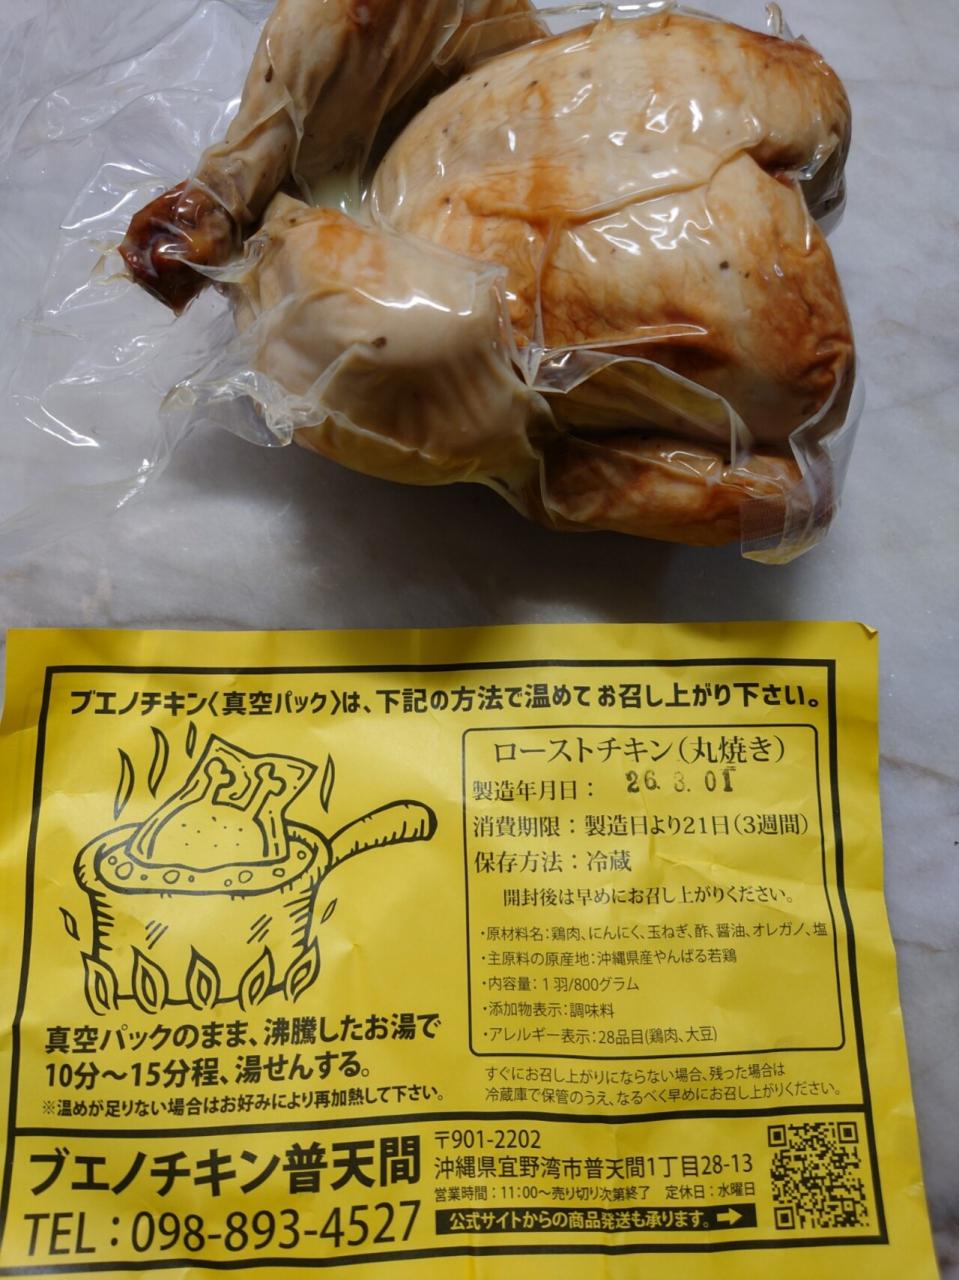 ブエノチキン〈真空パック〉は、下記の方法で温めてお召し上がり下さい。
ローストチキン(丸焼き)
製造年月日: 26. 3. 01
消費期限:製造日より21日(3週間)
保存方法:冷蔵
開封後は早めにお召し上がりください。
・原材料名:鶏肉、にんにく、玉ねぎ、酢、醤油、オレガノ、塩
・主原料の原産地:沖縄県産やんばる若鶏
・内容量:1羽/800グラム
・添加物表示:調味料
・アレルギー表示:28品目(鶏肉、大豆)
すぐにお召し上がりにならない場合、残った場合は
冷蔵庫で保管のうえ、なるべく早めにお召し上がりください。
真空パックのまま、沸騰したお湯で
10分〜15分程、湯せんする。
※温めが足りない場合はお好みにより再加熱して下さい。
ブエノチキン普天間
TEL:098-893-4527
〒901-2202
沖縄県宜野湾市普天間1丁目28-13
営業時間:11:00〜売り切り次第終了 定休日:水曜日
公式サイトからの商品発送も承ります。